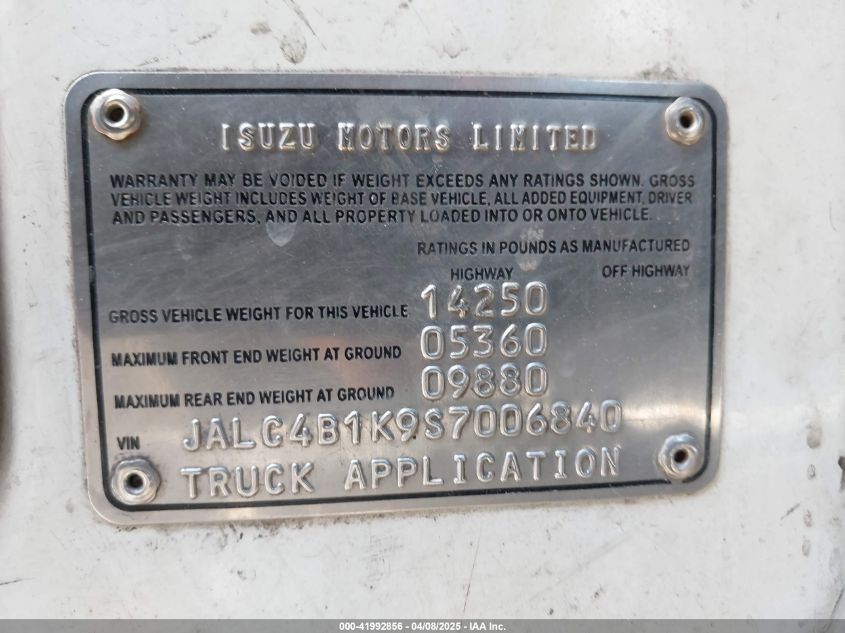 ISUZU MOTORS LIMITED
WARRANTY MAY BE VOIDED IF WEIGHT EXCEEDS ANY RATINGS SHOWN. GROSS
VEHICLE WEIGHT INCLUDES WEIGHT OF BASE VEHICLE, ALL ADDED EQUIPMENT, DRIVER
AND PASSENGERS, AND ALL PROPERTY LOADED INTO OR ONTO VEHICLE.
RATINGS IN POUNDS AS MANUFACTURED
HIGHWAY OFF HIGHWAY
GROSS VEHICLE WEIGHT FOR THIS VEHICLE 14250
MAXIMUM FRONT END WEIGHT AT GROUND 05360
MAXIMUM REAR END WEIGHT AT GROUND 09880
VIN JALC4B1K9S7006840
TRUCK APPLICATION
000-41992856 - 04/08/2025 - IAA Inc.